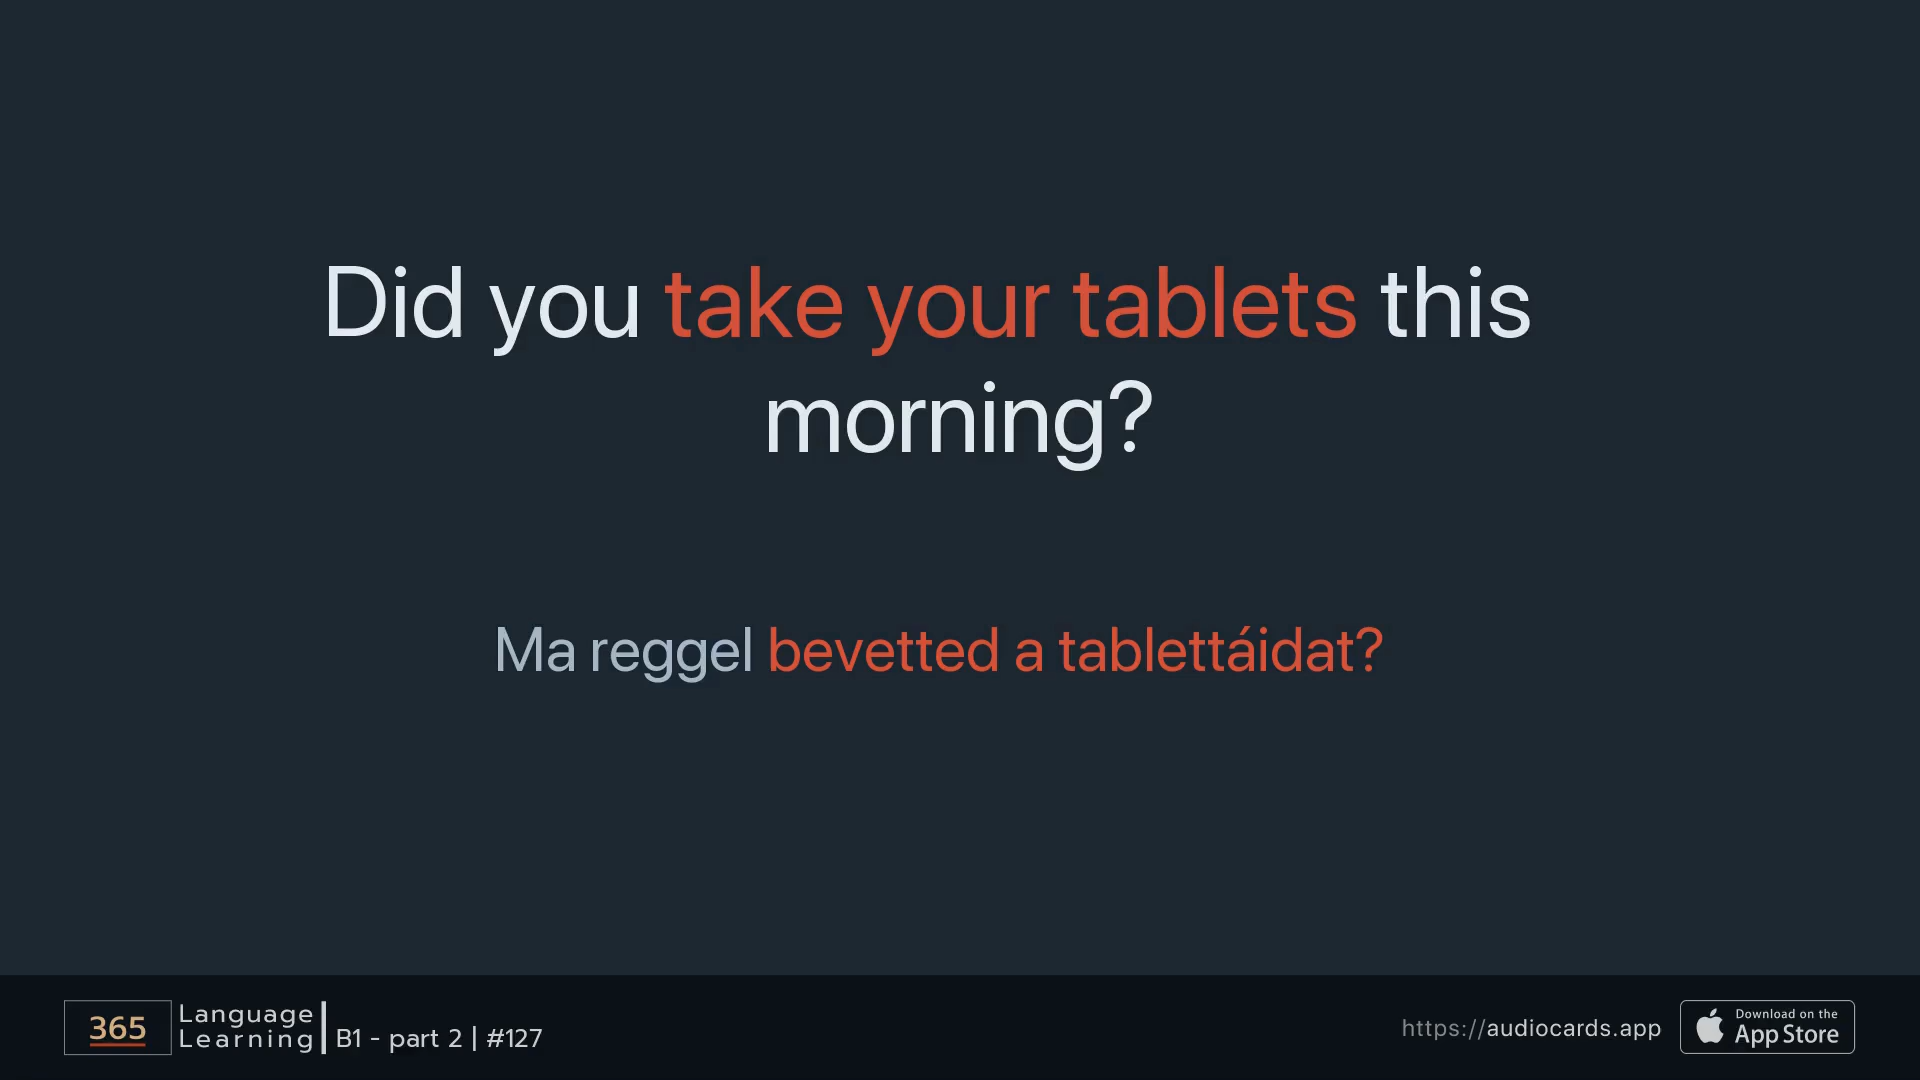 Did you take your tablets this
morning?
Ma reggel bevetted a tablettáidat?
365
Language
Learning
B1 - part 2 | #127
https://audiocards.app
Download on the
App Store